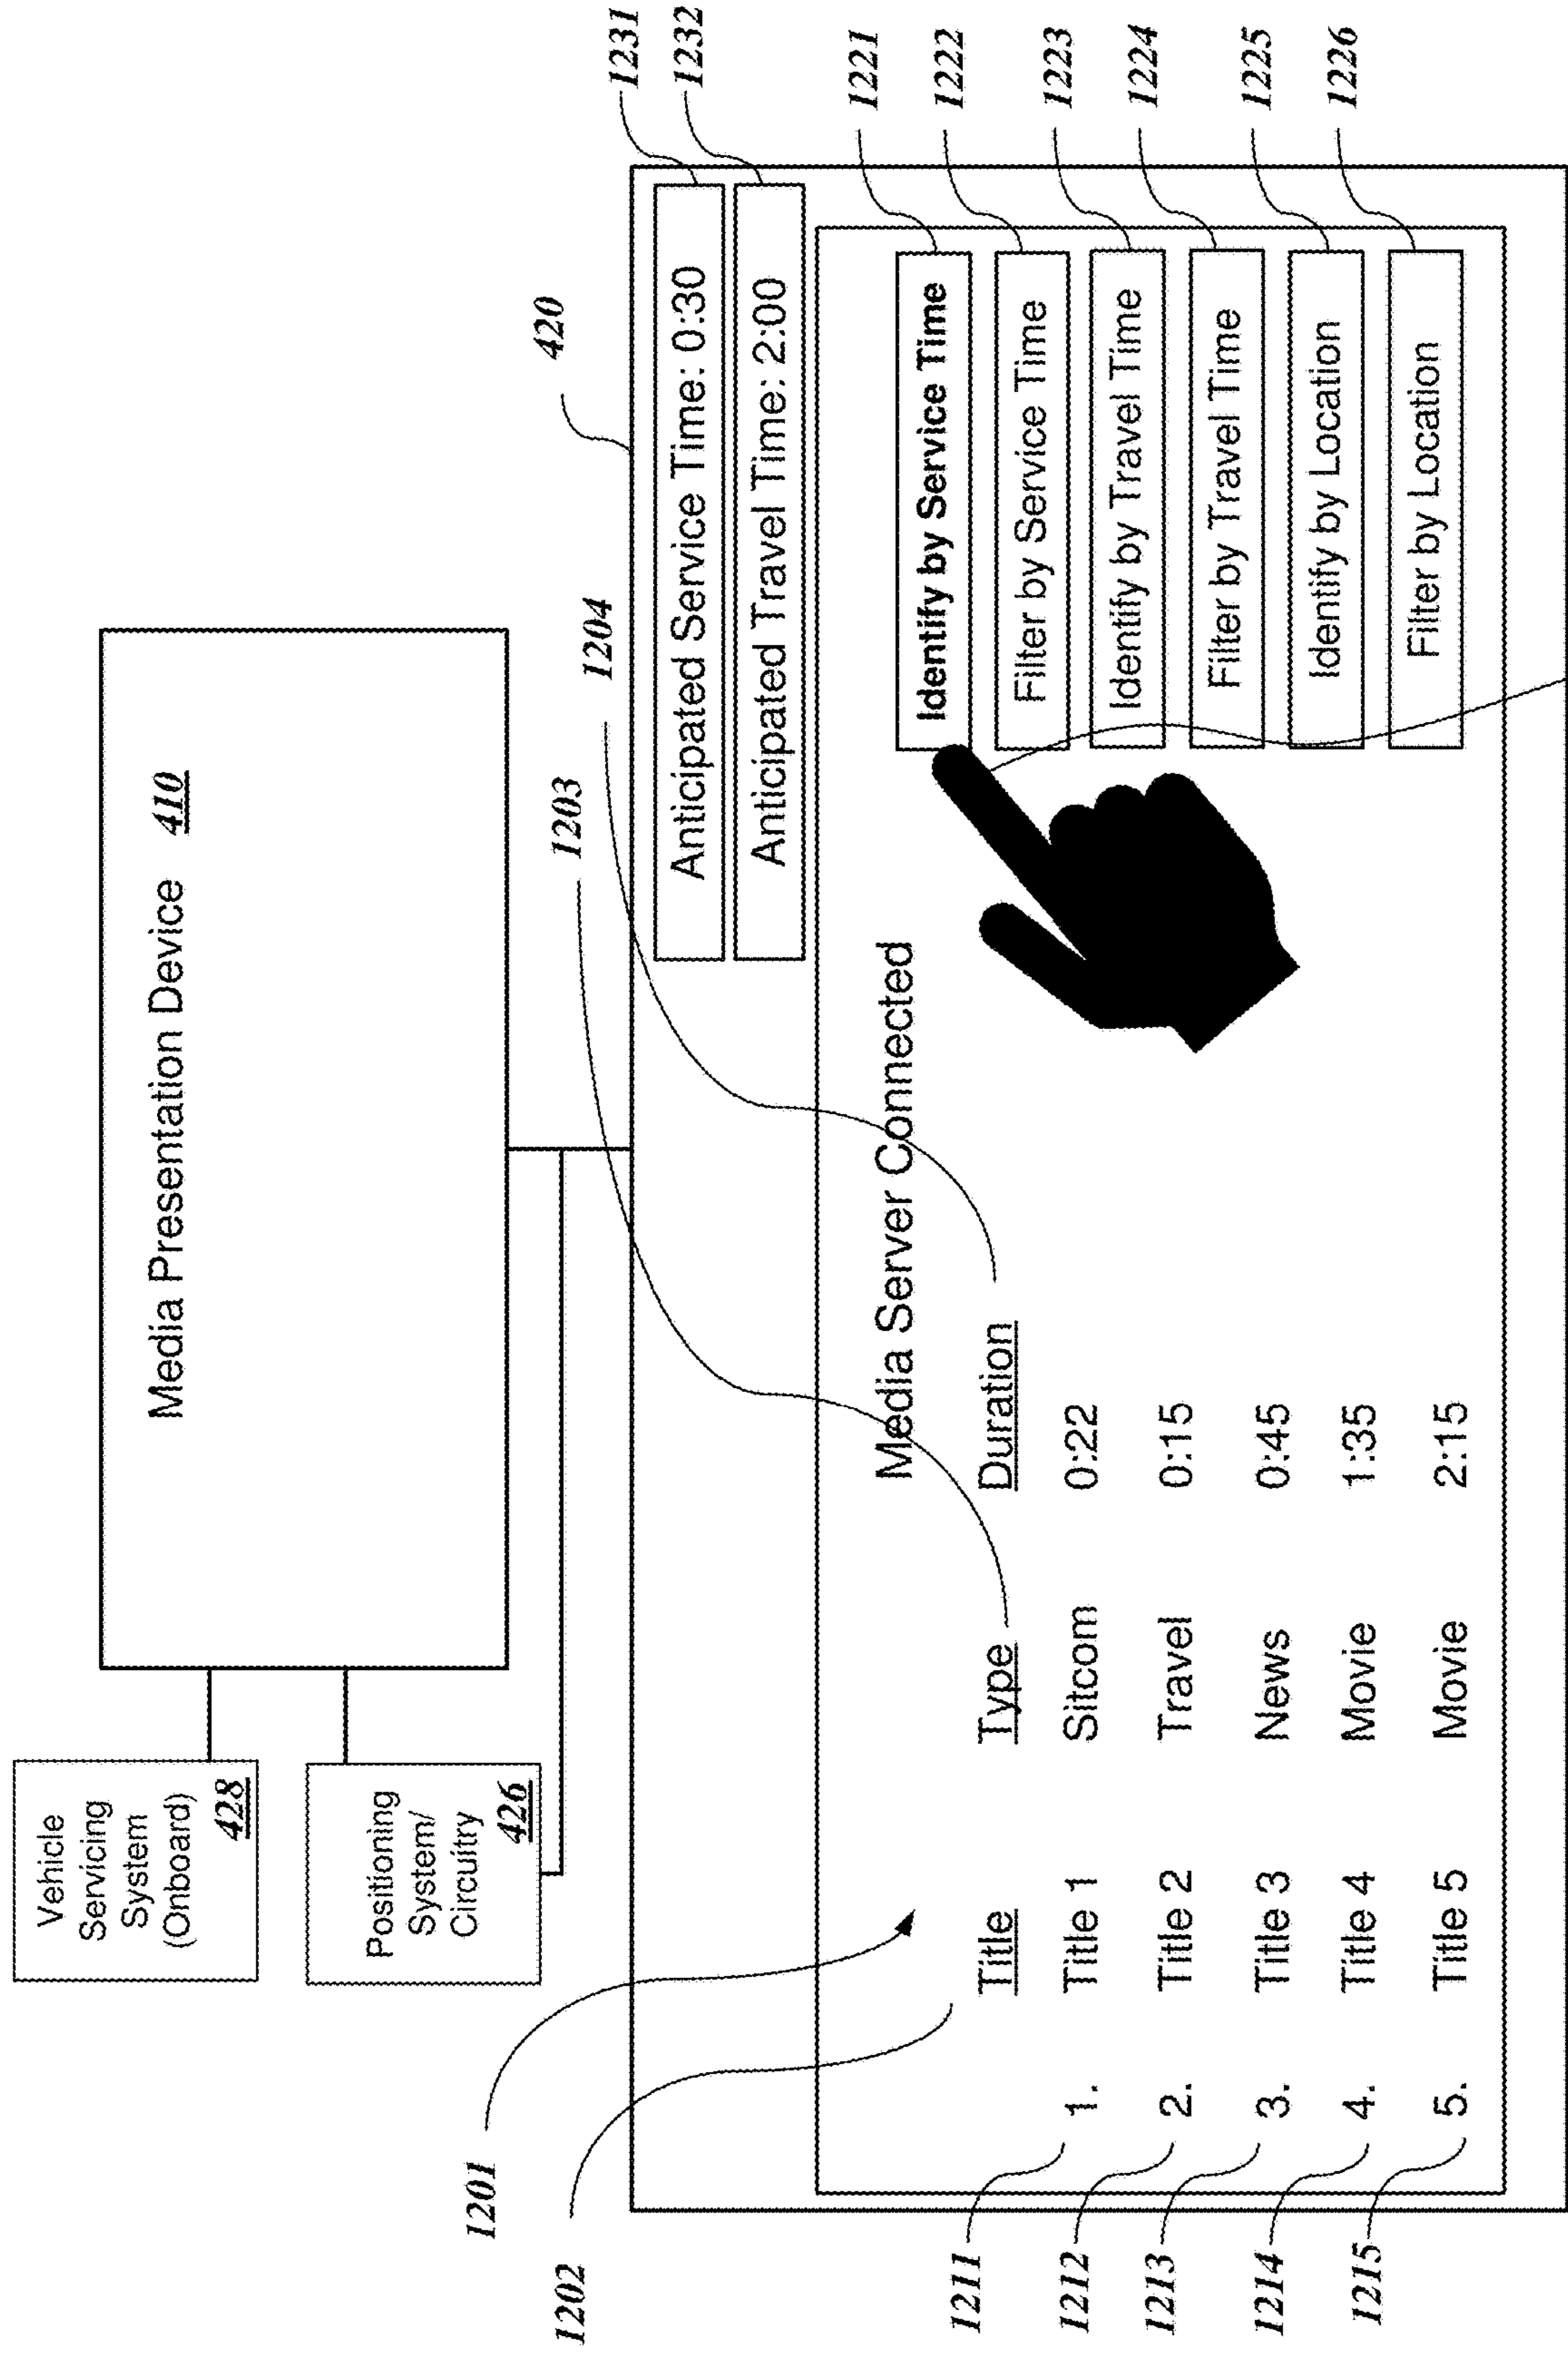 Vehicle
Servicing
System
(Onboard)
428
Positioning
System/
Circuitry
426
Media Presentation Device 410
1201
1202
1203
1204
420
Anticipated Service Time: 0:30
1231
Anticipated Travel Time: 2:00
1232
Media Server Connected
Title Type Duration
1211 1. Title 1 Sitcom 0:22
1212 2. Title 2 Travel 0:15
1213 3. Title 3 News 0:45
1214 4. Title 4 Movie 1:35
1215 5. Title 5 Movie 2:15
Identify by Service Time 1221
Filter by Service Time 1222
Identify by Travel Time 1223
Filter by Travel Time 1224
Identify by Location 1225
Filter by Location 1226